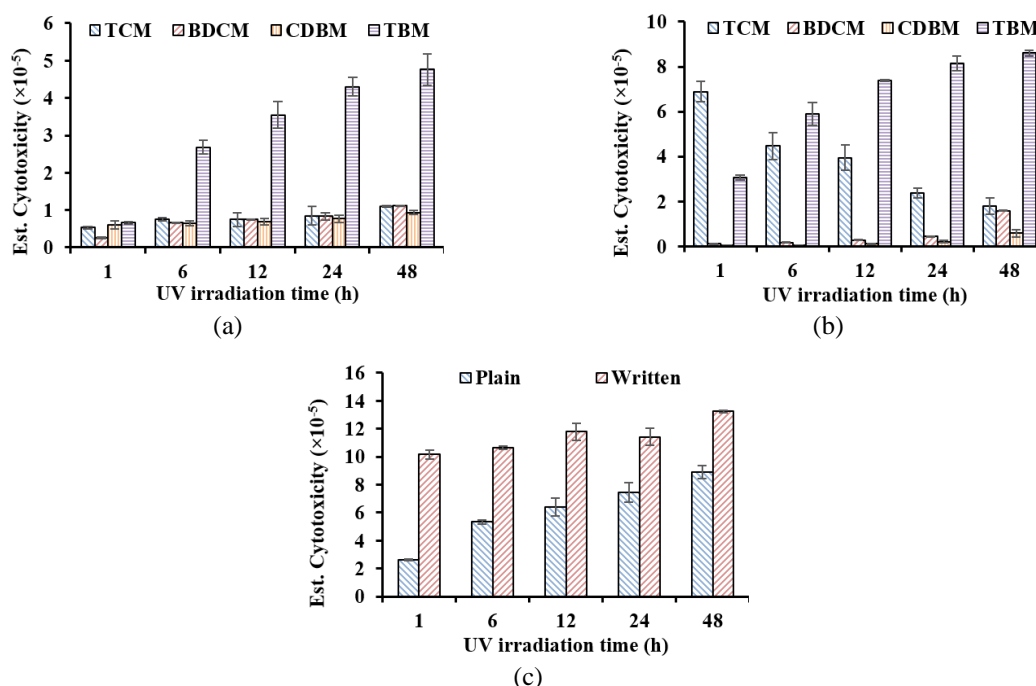 TCM BDCM CDBM TBM
Est. Cytotoxicity (×10⁻⁵)
6
5
4
3
2
1
0
1 6 12 24 48
UV irradiation time (h)
(a)
TCM BDCM CDBM TBM
Est. Cytotoxicity (×10⁻⁵)
10
8
6
4
2
0
1 6 12 24 48
UV irradiation time (h)
(b)
Plain Written
Est. Cytotoxicity (×10⁻⁵)
16
14
12
10
8
6
4
2
0
1 6 12 24 48
UV irradiation time (h)
(c)